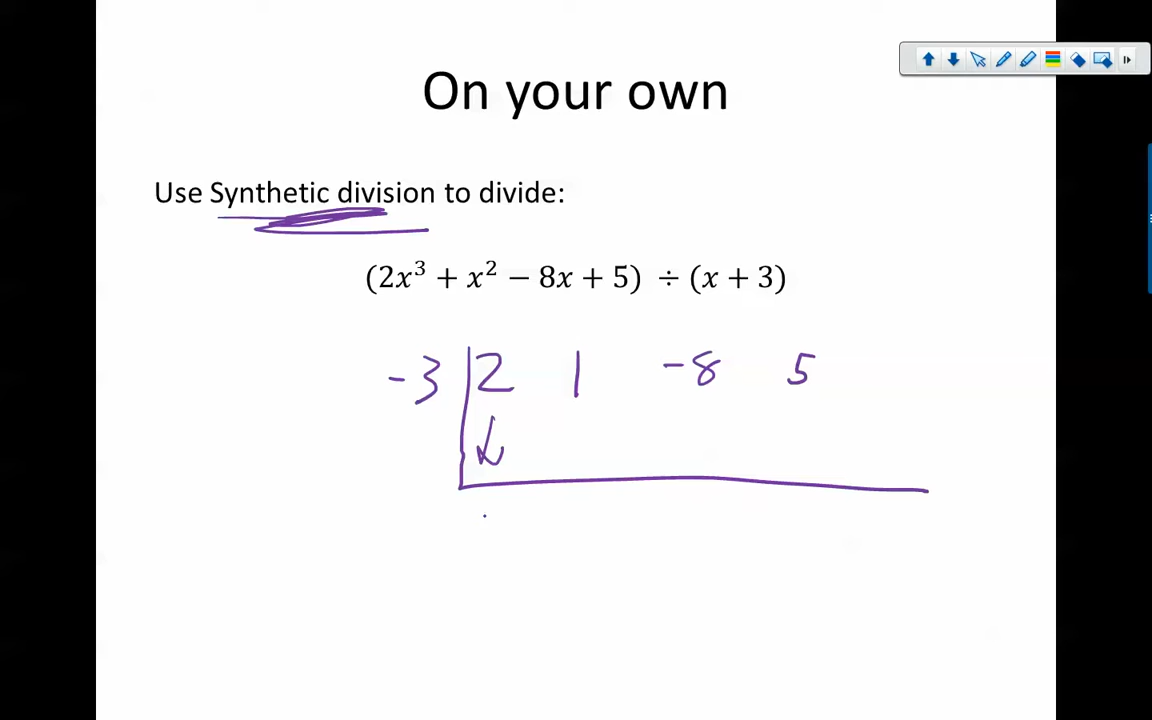 On your own
Use Synthetic division to divide:
(2x³ + x² − 8x + 5) ÷ (x + 3)
-3 2 1 -8 5